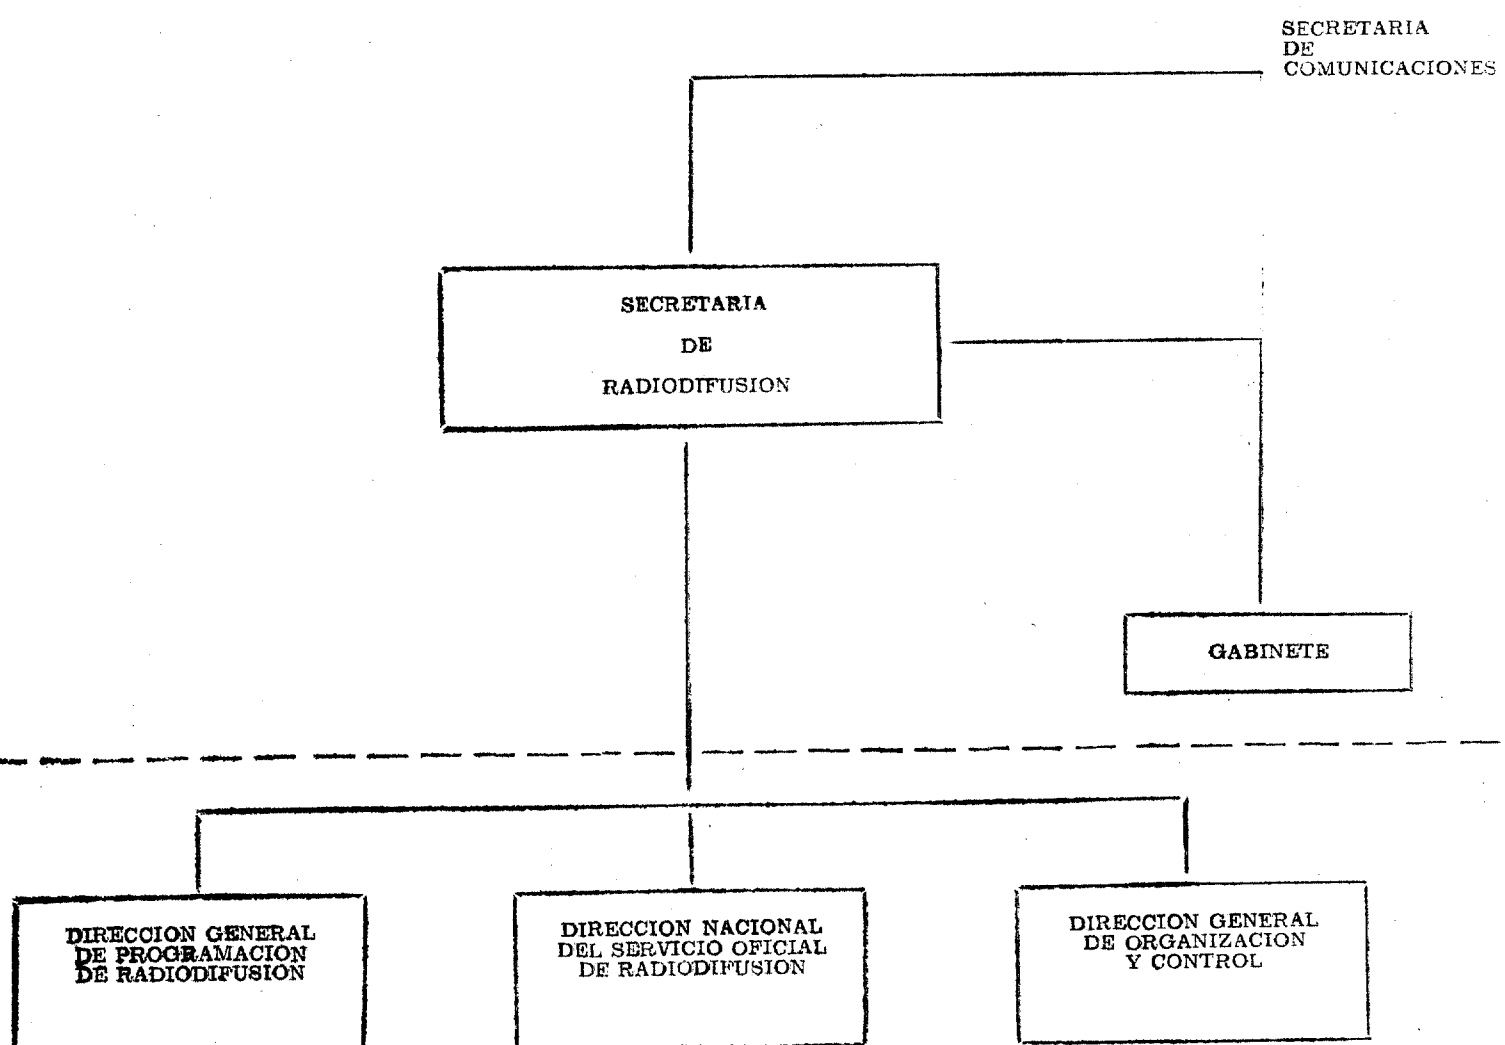 SECRETARIA
DE
COMUNICACIONES
SECRETARIA
DE
RADIODIFUSION
GABINETE
DIRECCION GENERAL
DE PROGRAMACION
DE RADIODIFUSION
DIRECCION NACIONAL
DEL SERVICIO OFICIAL
DE RADIODIFUSION
DIRECCION GENERAL
DE ORGANIZACION
Y CONTROL